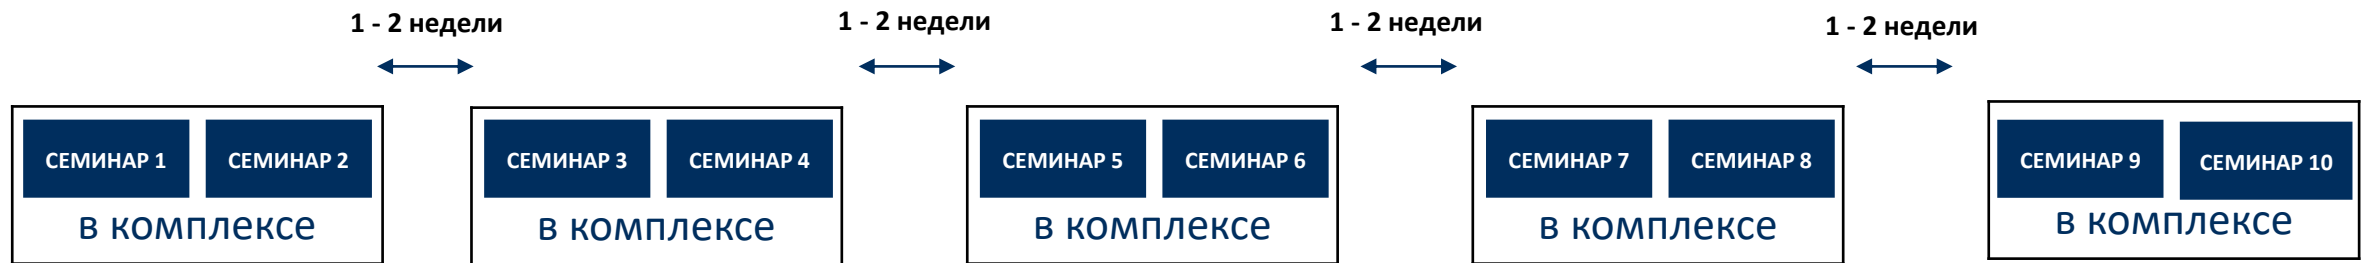 1 - 2 недели
1 - 2 недели
1 - 2 недели
1 - 2 недели
СЕМИНАР 1
СЕМИНАР 2
в комплексе
СЕМИНАР 3
СЕМИНАР 4
в комплексе
СЕМИНАР 5
СЕМИНАР 6
в комплексе
СЕМИНАР 7
СЕМИНАР 8
в комплексе
СЕМИНАР 9
СЕМИНАР 10
в комплексе